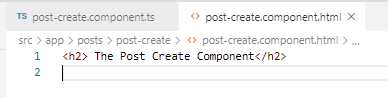 TS post-create.component.ts <> post-create.component.html ×
src > app > posts > post-create > <> post-create.component.html > ...
1 <h2> The Post Create Component</h2>
2